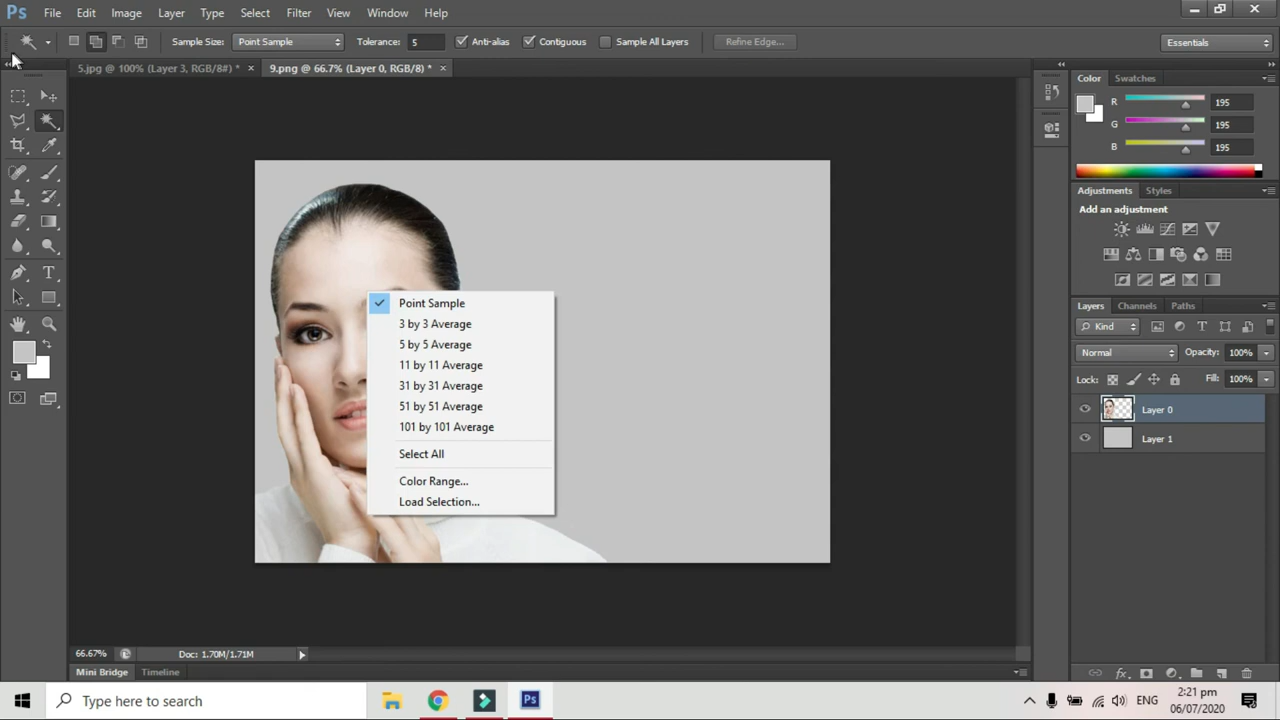 Ps File Edit Image Layer Type Select Filter View Window Help
Sample Size: Point Sample Tolerance: 5 Anti-alias Contiguous Sample All Layers Refine Edge... Essentials
5.jpg @ 100% (Layer 3, RGB/8#) * × 9.png @ 66.7% (Layer 0, RGB/8) * ×
Color Swatches
R 195
G 195
B 195
Adjustments Styles
Add an adjustment
Point Sample
3 by 3 Average
5 by 5 Average
11 by 11 Average
31 by 31 Average
51 by 51 Average
101 by 101 Average
Select All
Color Range...
Load Selection...
Layers Channels Paths
Kind
Normal Opacity: 100%
Lock: Fill: 100%
Layer 0
Layer 1
66.67% Doc: 1.70M/1.71M
Mini Bridge Timeline
Type here to search
Ps
ENG
2:21 pm
06/07/2020